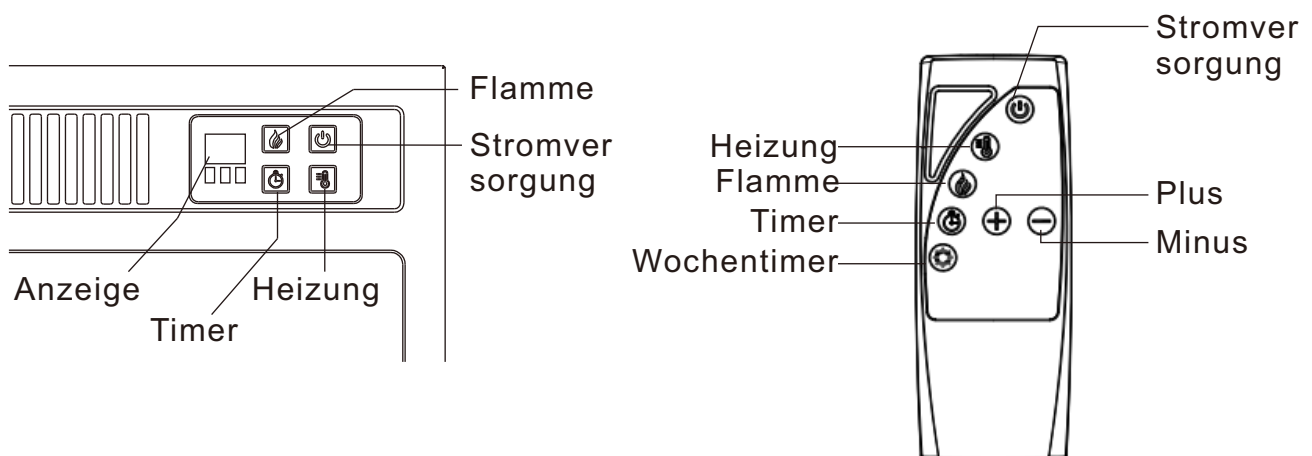 Flamme
Stromver
sorgung
Anzeige
Heizung
Timer
Stromver
sorgung
Heizung
Flamme
Timer
Wochentimer
Plus
Minus